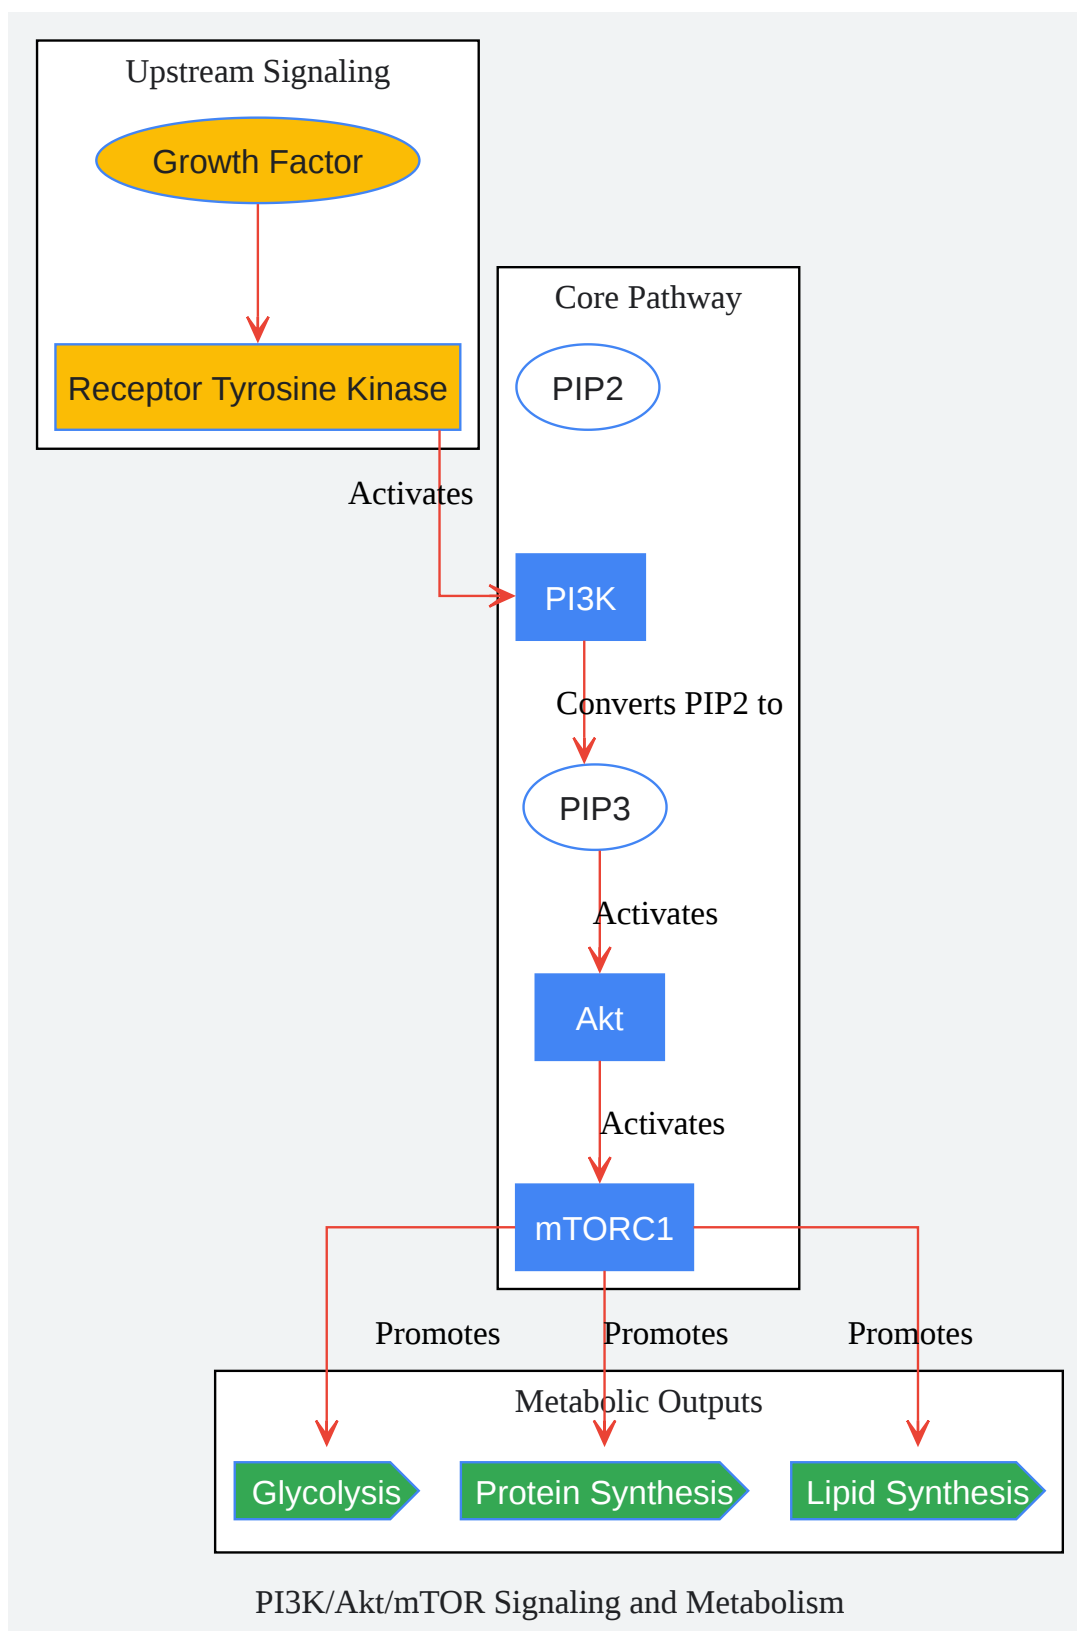 Upstream Signaling
Growth Factor
Core Pathway
Receptor Tyrosine Kinase
PIP2
Activates
PI3K
Converts PIP2 to
PIP3
Activates
Akt
Activates
mTORC1
Promotes
Promotes
Promotes
Metabolic Outputs
Glycolysis
Protein Synthesis
Lipid Synthesis
PI3K/Akt/mTOR Signaling and Metabolism